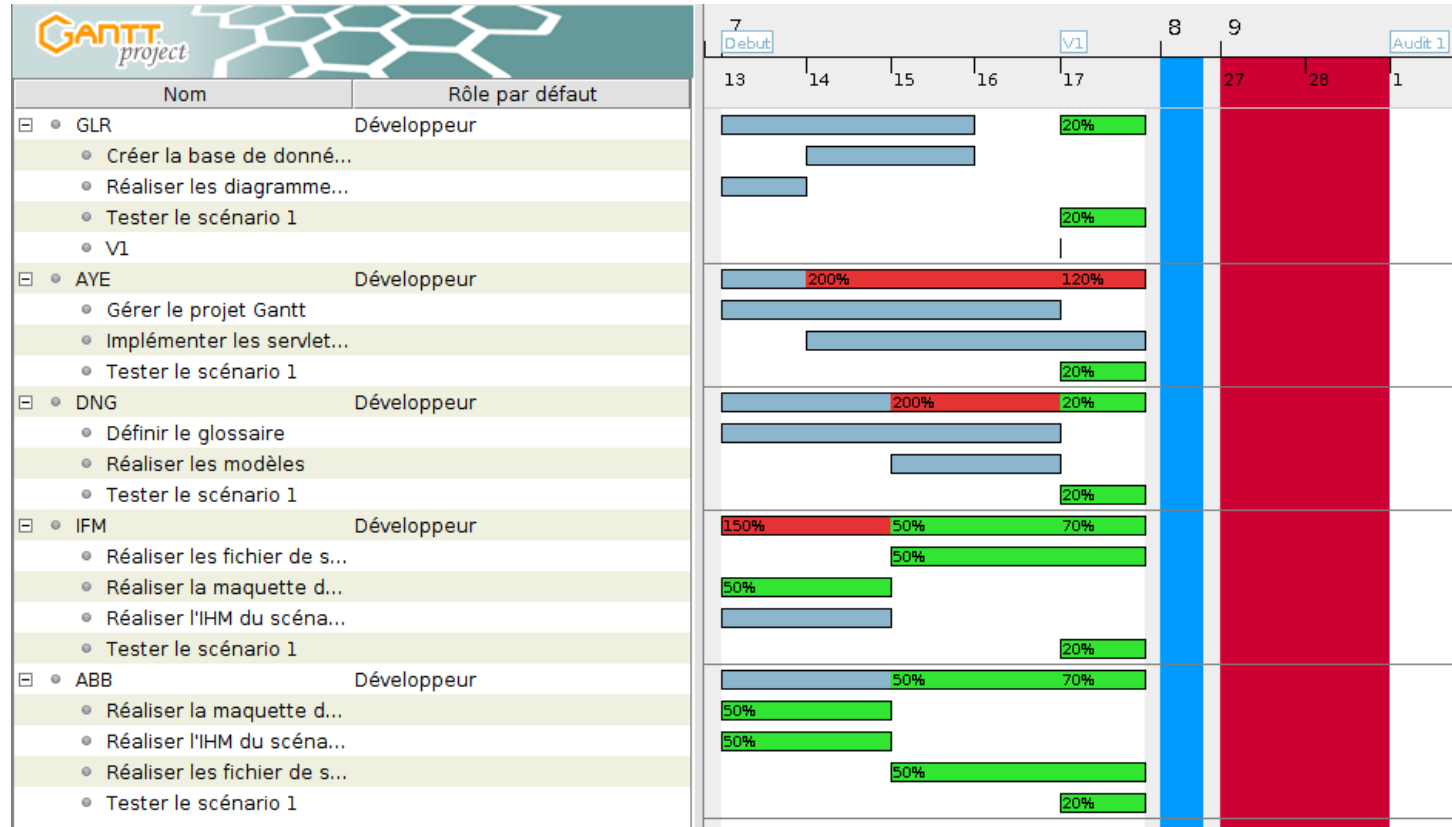 GANTT
project
7 8 9
Debut V1 Audit 1
13 14 15 16 17 27 28 1
Nom Rôle par défaut
GLR Développeur 20%
Créer la base de donné...
Réaliser les diagramme...
Tester le scénario 1 20%
V1
AYE Développeur 200% 120%
Gérer le projet Gantt
Implémenter les servlet...
Tester le scénario 1 20%
DNG Développeur 200% 20%
Définir le glossaire
Réaliser les modèles
Tester le scénario 1 20%
IFM Développeur 150% 50% 70%
Réaliser les fichier de s... 50%
Réaliser la maquette d... 50%
Réaliser l'IHM du scéna...
Tester le scénario 1 20%
ABB Développeur 50% 70%
Réaliser la maquette d... 50%
Réaliser l'IHM du scéna... 50%
Réaliser les fichier de s... 50%
Tester le scénario 1 20%